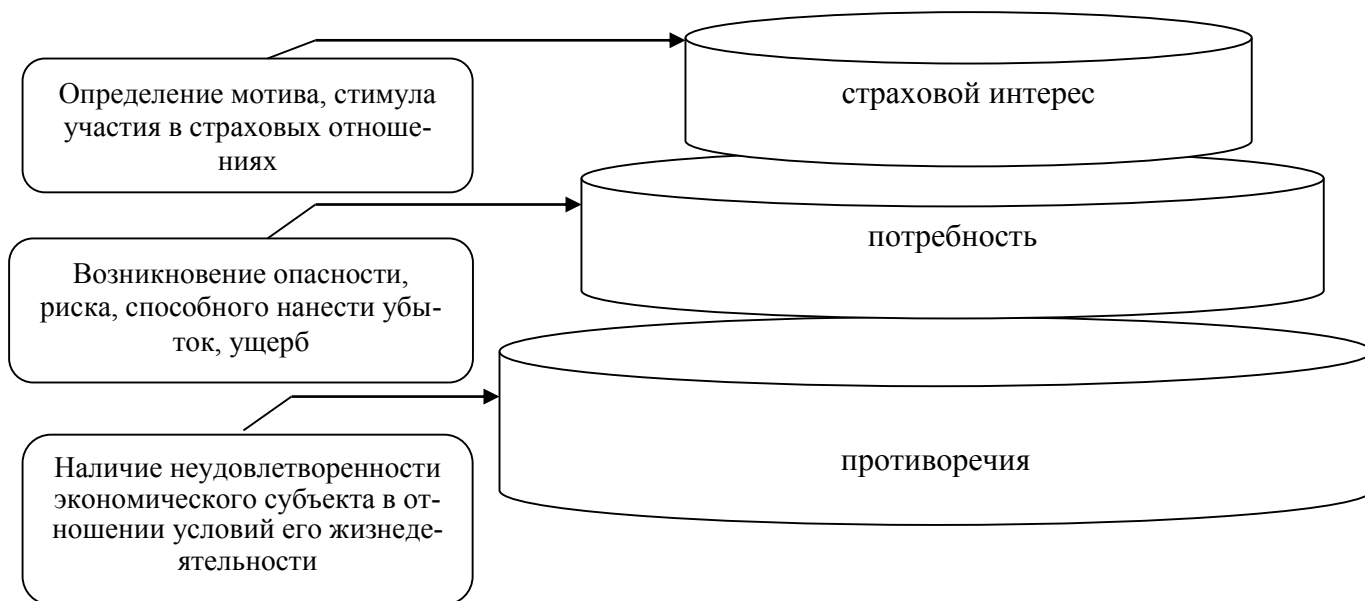 Определение мотива, стимула
участия в страховых отноше-
ниях
страховой интерес
Возникновение опасности,
риска, способного нанести убы-
ток, ущерб
потребность
Наличие неудовлетворенности
экономического субъекта в от-
ношении условий его жизнеде-
ятельности
противоречия